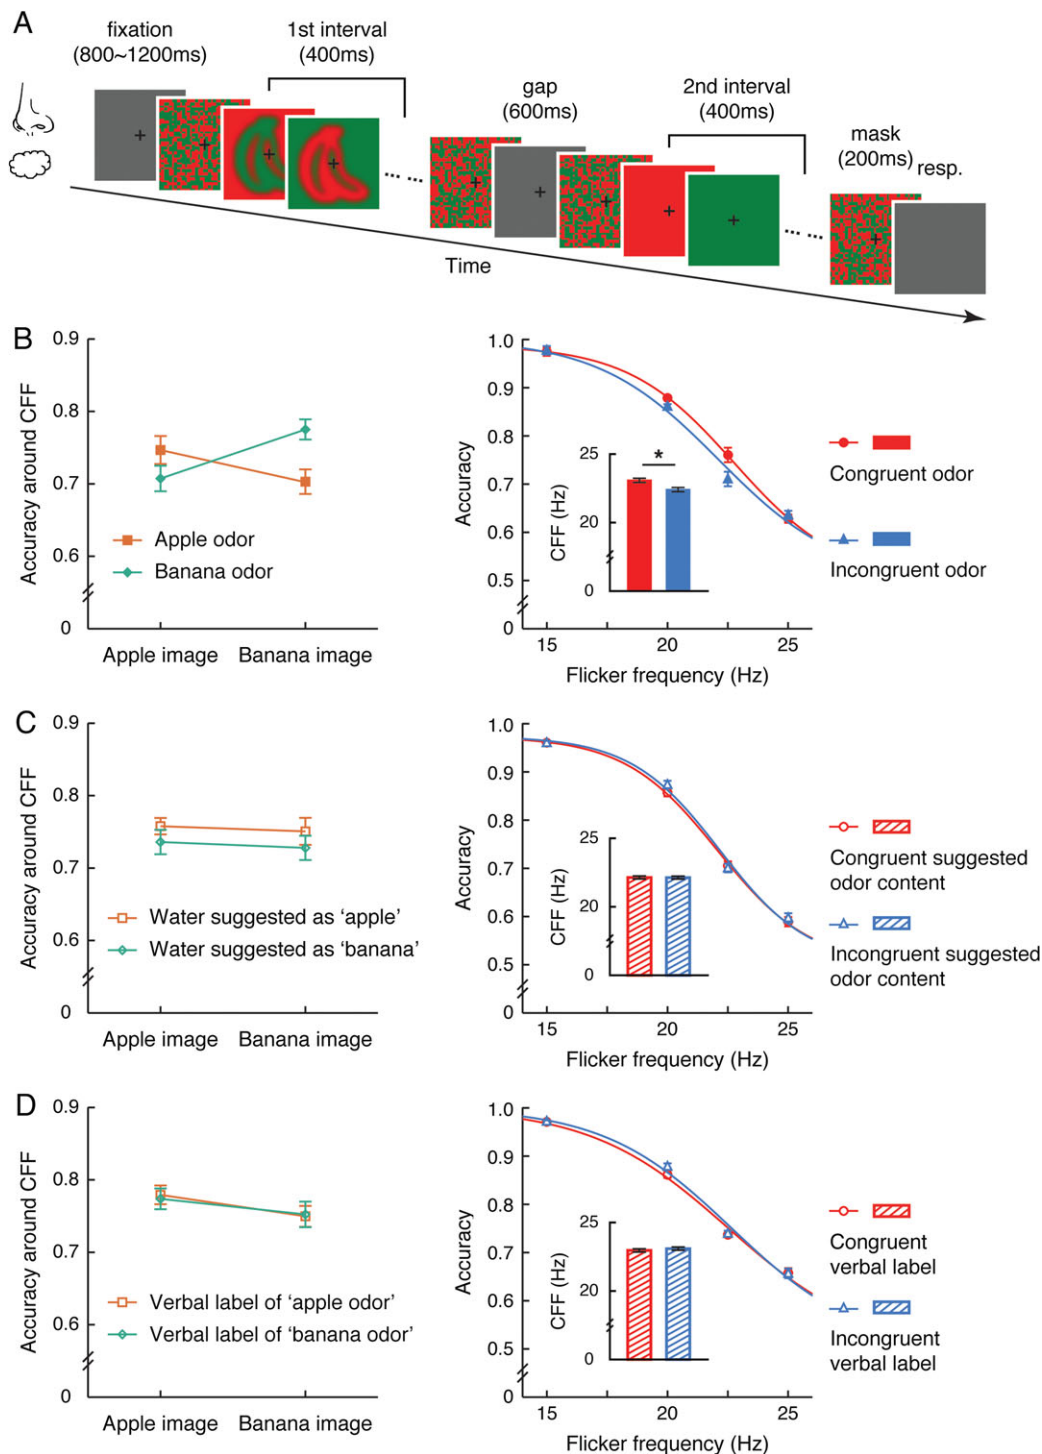 A
fixation
(800~1200ms)
1st interval
(400ms)
gap
(600ms)
2nd interval
(400ms)
mask
(200ms)
resp.
Time
B
Accuracy around CFF
0.9
0.8
0.7
0.6
0
Apple odor
Banana odor
Apple image
Banana image
Accuracy
1.0
0.9
0.8
0.7
0.6
0.5
0
CFF (Hz)
25
20
0
*
15
20
25
Flicker frequency (Hz)
Congruent odor
Incongruent odor
C
Accuracy around CFF
0.9
0.8
0.7
0.6
0
Water suggested as ‘apple’
Water suggested as ‘banana’
Apple image
Banana image
Accuracy
1.0
0.9
0.8
0.7
0.6
0.5
0
CFF (Hz)
25
20
0
15
20
25
Flicker frequency (Hz)
Congruent suggested
odor content
Incongruent suggested
odor content
D
Accuracy around CFF
0.9
0.8
0.7
0.6
0
Verbal label of ‘apple odor’
Verbal label of ‘banana odor’
Apple image
Banana image
Accuracy
1.0
0.9
0.8
0.7
0.6
0.5
0
CFF (Hz)
25
20
0
15
20
25
Flicker frequency (Hz)
Congruent
verbal label
Incongruent
verbal label